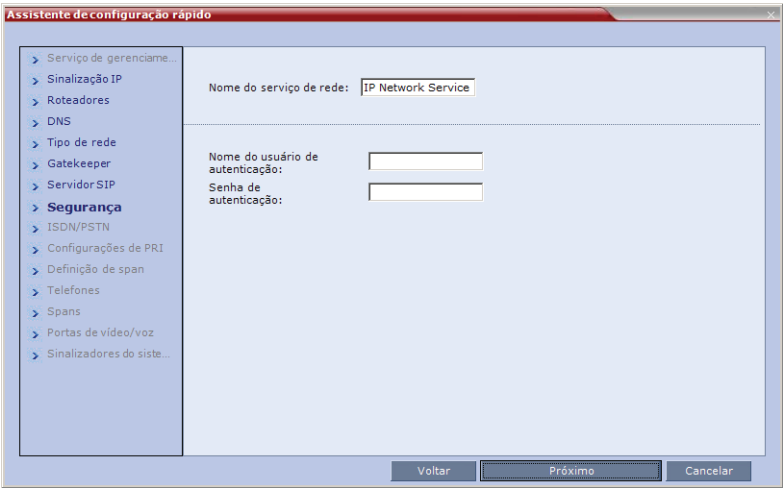 Assistente de configuração rápido
Serviço de gerenciame...
Sinalização IP
Roteadores
DNS
Tipo de rede
Gatekeeper
Servidor SIP
Segurança
ISDN/PSTN
Configurações de PRI
Definição de span
Telefones
Spans
Portas de vídeo/voz
Sinalizadores do siste...
Nome do serviço de rede: IP Network Service
Nome do usuário de
autenticação:
Senha de
autenticação:
Voltar
Próximo
Cancelar